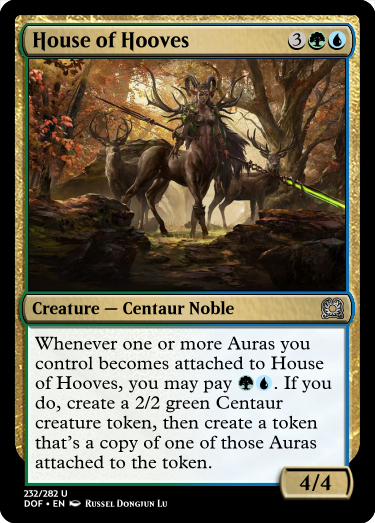 House of Hooves 3
Creature — Centaur Noble
Whenever one or more Auras you
control becomes attached to House
of Hooves, you may pay . If you
do, create a 2/2 green Centaur
creature token, then create a token
that's a copy of one of those Auras
attached to the token.
4/4
232/282 U
DOF • EN Russel Dongjun Lu